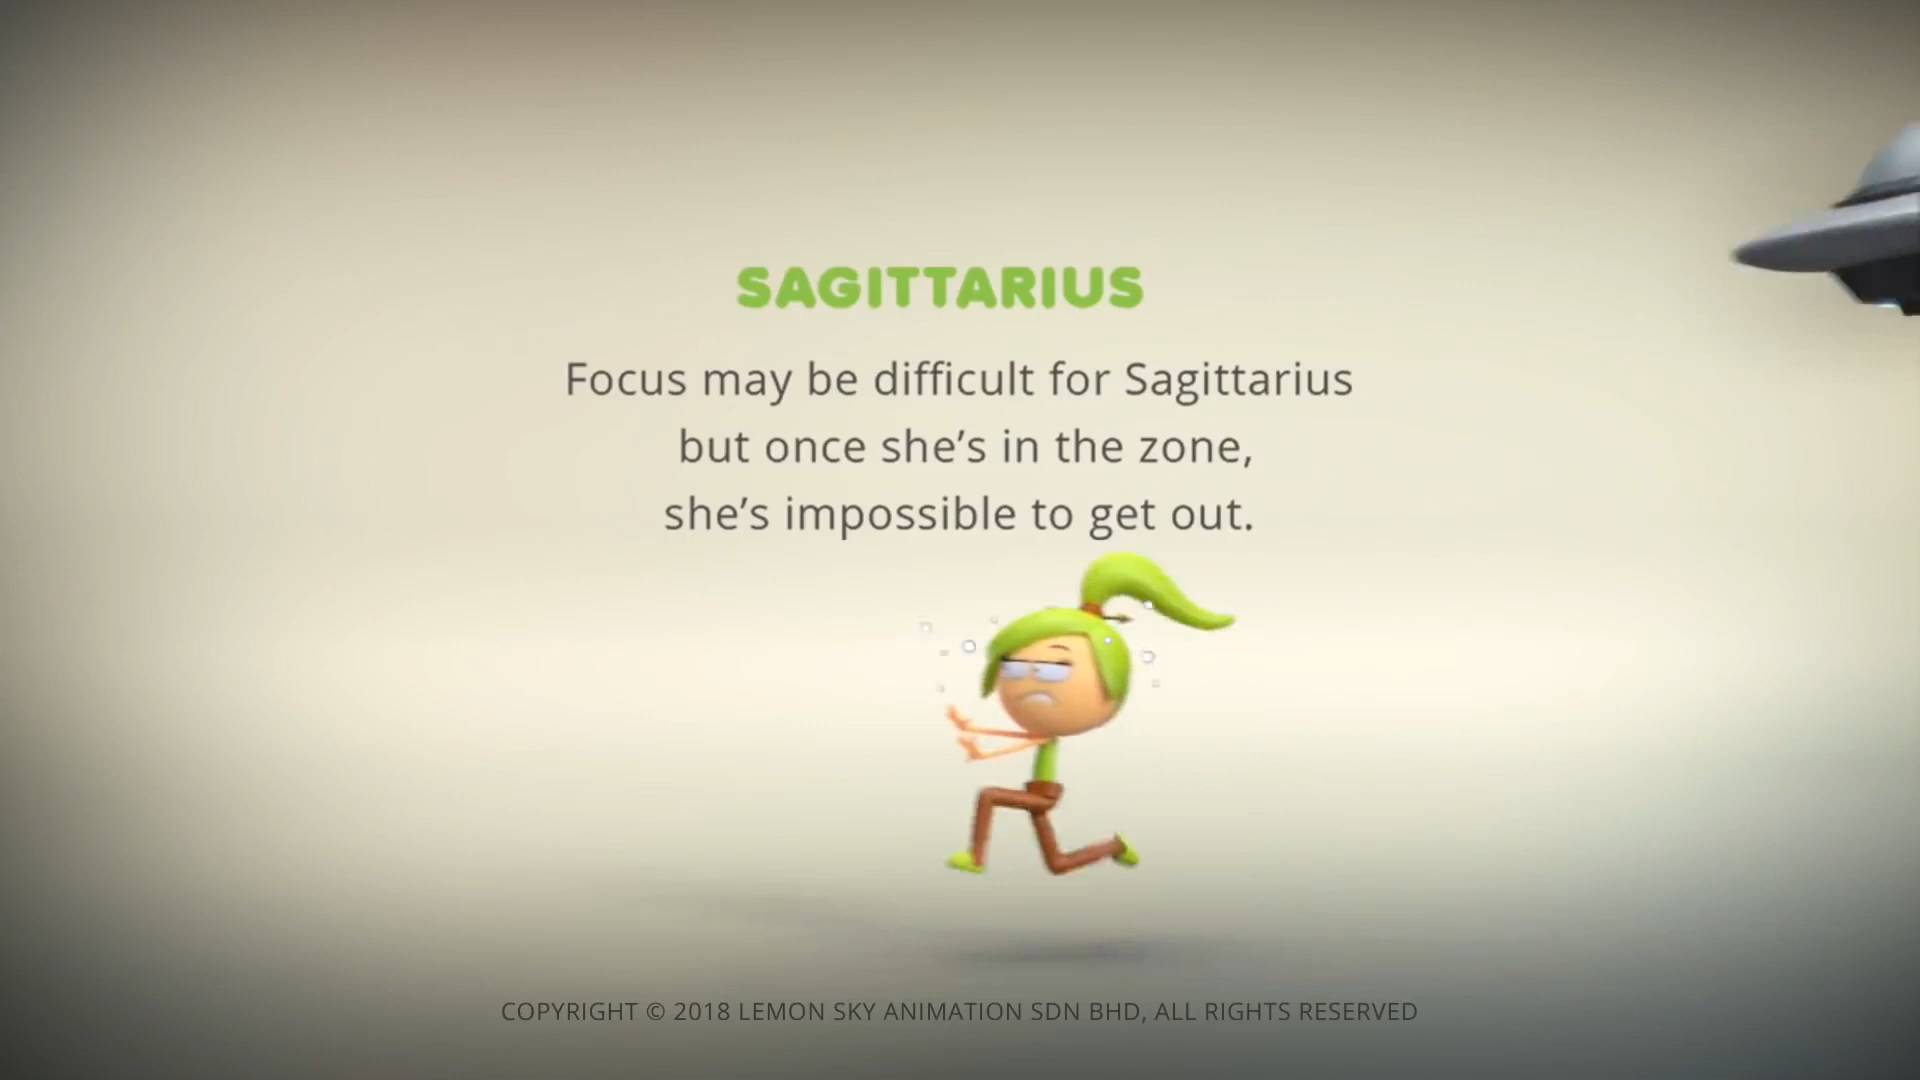 SAGITTARIUS
Focus may be difficult for Sagittarius
but once she’s in the zone,
she’s impossible to get out.
COPYRIGHT © 2018 LEMON SKY ANIMATION SDN BHD, ALL RIGHTS RESERVED